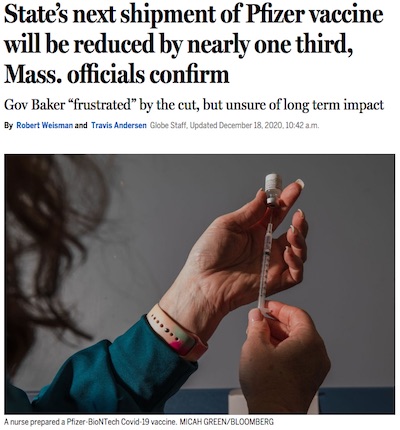 State's next shipment of Pfizer vaccine
will be reduced by nearly one third,
Mass. officials confirm
Gov Baker “frustrated” by the cut, but unsure of long term impact
By Robert Weisman and Travis Andersen Globe Staff, Updated December 18, 2020, 10:42 a.m.
A nurse prepared a Pfizer-BioNTech Covid-19 vaccine. MICAH GREEN/BLOOMBERG